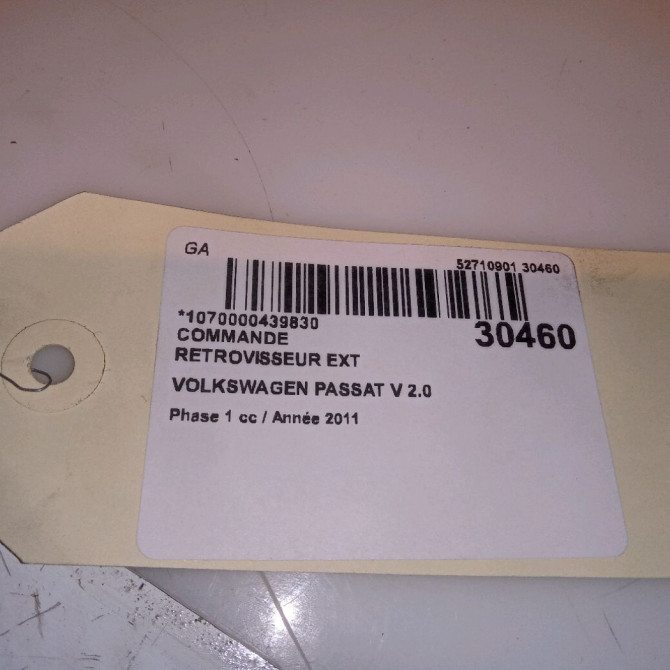 GA
52710901 30460
*1070000439830
30460
COMMANDE
RETROVISSEUR EXT
VOLKSWAGEN PASSAT V 2.0
Phase 1 cc / Année 2011